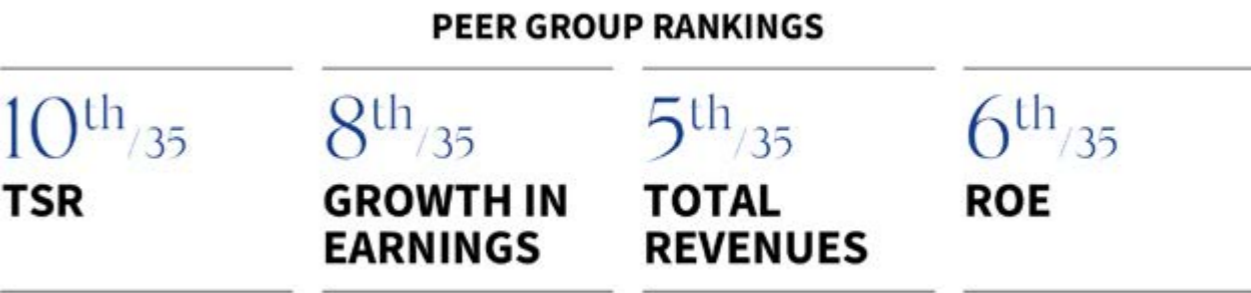 PEER GROUP RANKINGS
10th/35
TSR
8th/35
GROWTH IN
EARNINGS
5th/35
TOTAL
REVENUES
6th/35
ROE